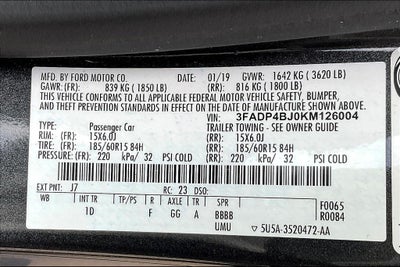 MFD. BY FORD MOTOR CO. 01/19 GVWR: 1642 KG ( 3620 LB)
GAWR: (FR) 839 KG ( 1850 LB) (RR) 816 KG ( 1800 LB)
THIS VEHICLE CONFORMS TO ALL APPLICABLE FEDERAL MOTOR
VEHICLE SAFETY, BUMPER, AND THEFT PREVENTION STANDARDS IN
EFFECT ON THE DATE OF MANUFACTURE SHOWN ABOVE
VIN: 3FADP4BJ0KM126004
TYPE: Passenger Car TRAILER TOWING - SEE OWNER GUIDE
RIM: (FR) 15X6.0J (RR) 15X6.0J
TIRES: (FR) 185/60R15 84H (RR) 185/60R15 84H
PRESSURE: (FR) 220 kPa/ 32 PSI COLD (RR) 220 kPa/ 32 PSI COLD
EXT PNT: J7 RC: 23 DSO:
WB INT TR TP/PS R AXLE TR SPR F0065
1D F GG A BBBB R0084
UMU 5U5A-3520472-AA